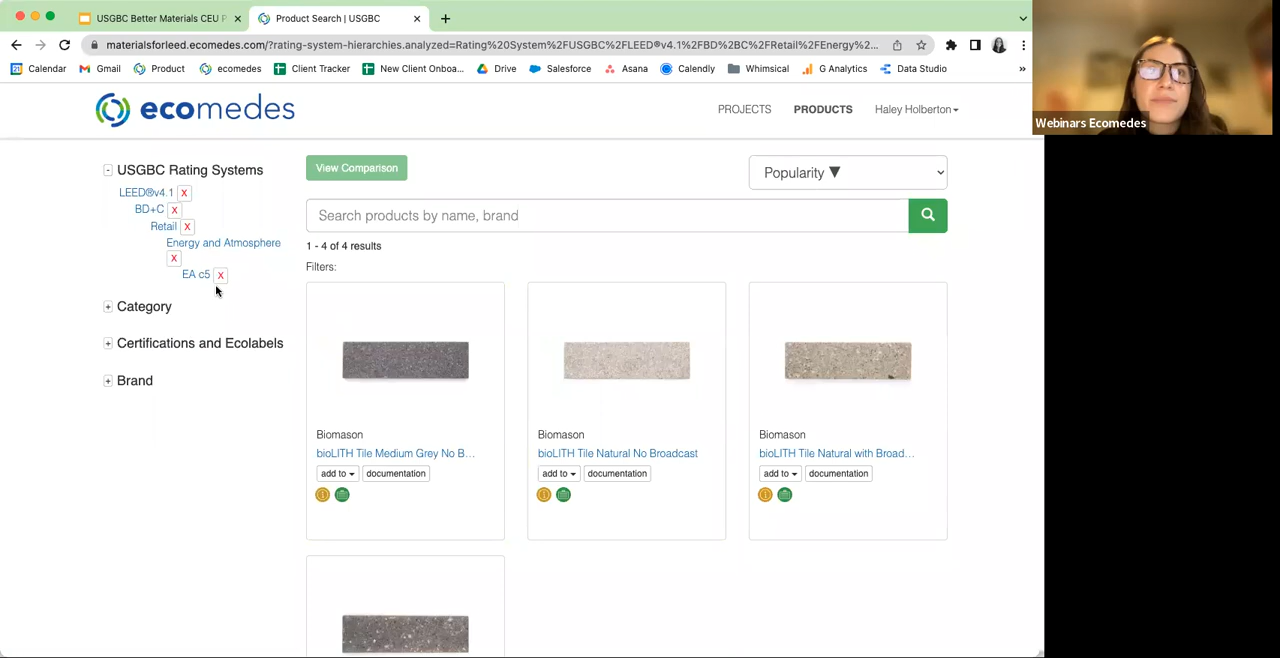 USGBC Better Materials CEU P
Product Search | USGBC
materialsforleed.ecomedes.com/?rating-system-hierarchies.analyzed=Rating%20System%2FUSGBC%2FLEED®v4.1%2FBD%2BC%2FRetail%2FEnergy%2...
Calendar
Gmail
Product
ecomedes
Client Tracker
New Client Onboa...
Drive
Salesforce
Asana
Calendly
Whimsical
G Analytics
Data Studio
»
Webinars Ecomedes
ecomedes
PROJECTS
PRODUCTS
Haley Holberton
- USGBC Rating Systems
LEED®v4.1 X
BD+C X
Retail X
Energy and Atmosphere
X
EA c5 X
+ Category
+ Certifications and Ecolabels
+ Brand
View Comparison
Popularity ▼
Search products by name, brand
1 - 4 of 4 results
Filters:
Biomason
bioLITH Tile Medium Grey No B...
add to documentation
Biomason
bioLITH Tile Natural No Broadcast
add to documentation
Biomason
bioLITH Tile Natural with Broad...
add to documentation